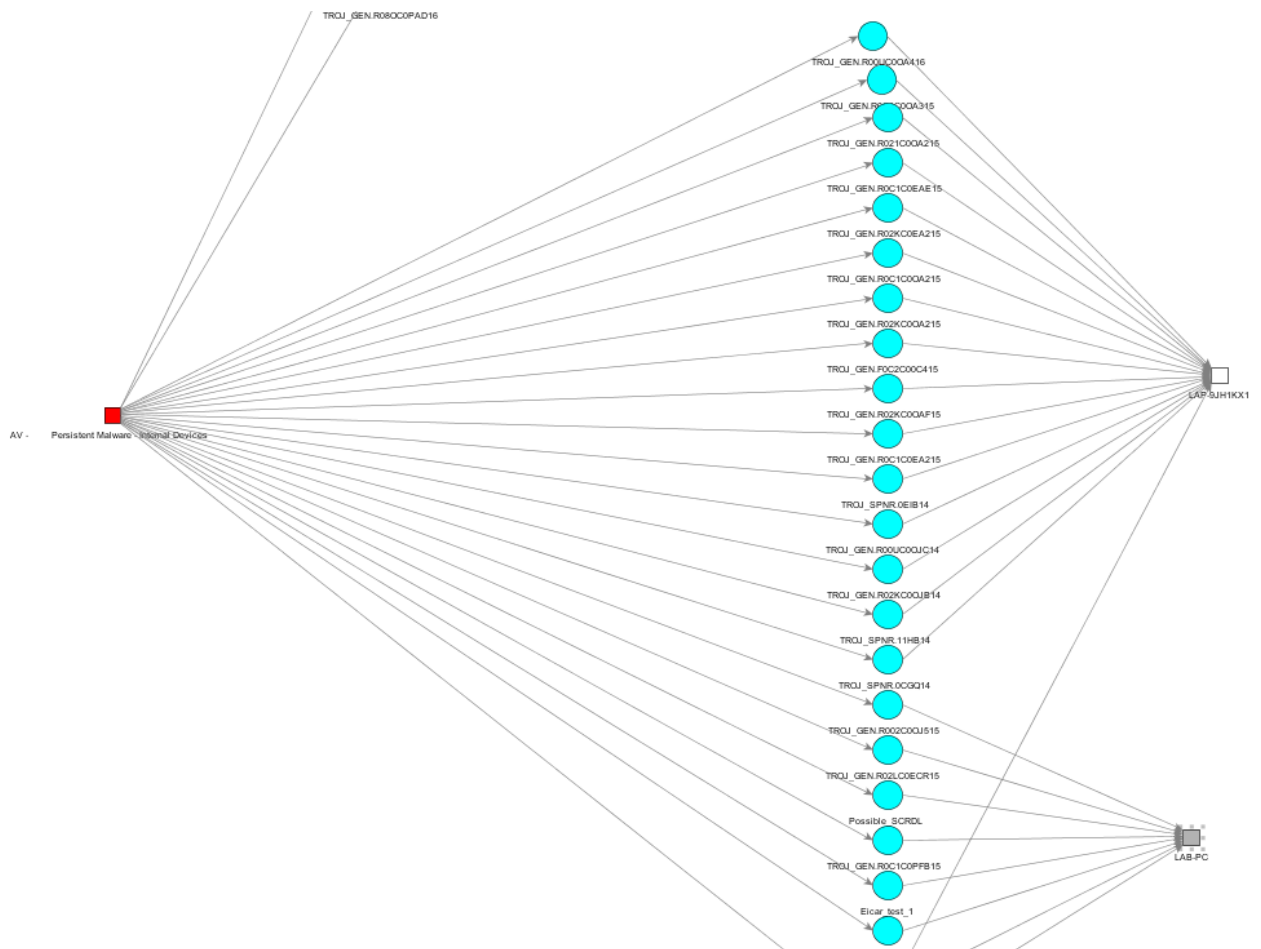 TROJ_GEN.R08OC0PAD16
TROJ_GEN.R00UC0OA416
TROJ_GEN.R021C0OA215
TROJ_GEN.R0C1C0EAE15
TROJ_GEN.R02KC0EA215
TROJ_GEN.R0C1C0OA215
TROJ_GEN.R02KC0OA215
TROJ_GEN.F0C2C00C415
LAP-9JH1KX1
TROJ_GEN.R02KC0OAF15
AV - Persistent Malware - Internal Devices
TROJ_GEN.R0C1C0EA215
TROJ_SPNR.0EIB14
TROJ_GEN.R00UC0OJC14
TROJ_GEN.R02KC0OJB14
TROJ_SPNR.11HB14
TROJ_SPNR.0CGQ14
TROJ_GEN.R002C0OJ515
TROJ_GEN.R02LC0ECR15
Possible_SCRDL
LAB-PC
TROJ_GEN.R0C1C0PFB15
Eicar_test_1